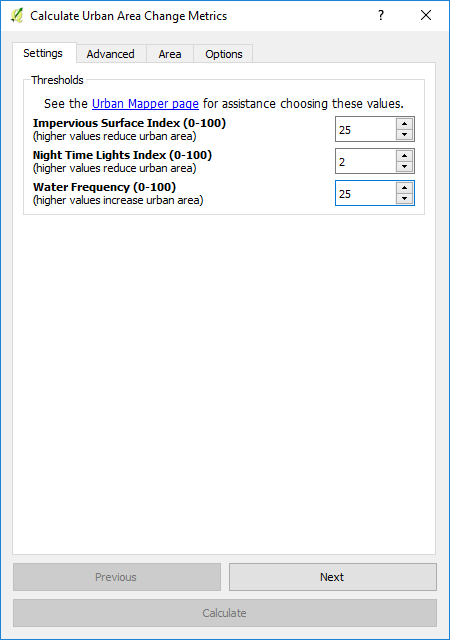 Calculate Urban Area Change Metrics
Settings Advanced Area Options
Thresholds
See the Urban Mapper page for assistance choosing these values.
Impervious Surface Index (0-100)
(higher values reduce urban area)
25
Night Time Lights Index (0-100)
(higher values reduce urban area)
2
Water Frequency (0-100)
(higher values increase urban area)
25
Previous Next
Calculate